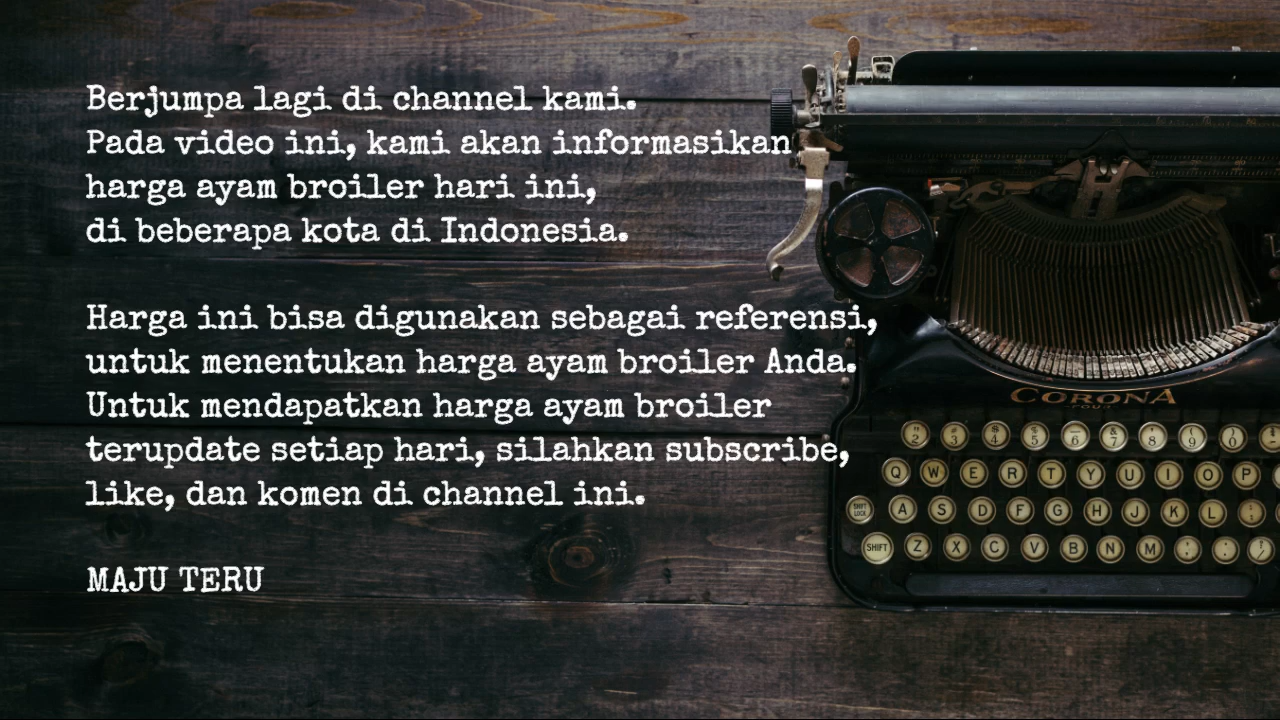 Berjumpa lagi di channel kami.
Pada video ini, kami akan informasikan
harga ayam broiler hari ini,
di beberapa kota di Indonesia.
Harga ini bisa digunakan sebagai referensi,
untuk menentukan harga ayam broiler Anda.
Untuk mendapatkan harga ayam broiler
terupdate setiap hari, silahkan subscribe,
like, dan komen di channel ini.
MAJU TERU
CORONA
2 3 4 5 6 7 8 9 0
Q W E R T Y U I O P
SHIFT LOCK A S D F G H J K L
SHIFT Z X C V B N M